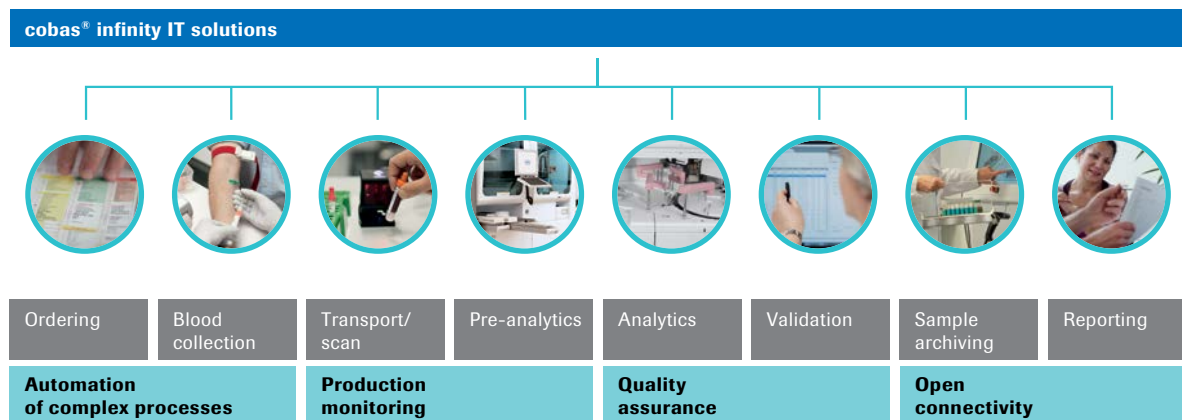 cobas® infinity IT solutions
Ordering
Blood
collection
Transport/
scan
Pre-analytics
Analytics
Validation
Sample
archiving
Reporting
Automation
of complex processes
Production
monitoring
Quality
assurance
Open
connectivity